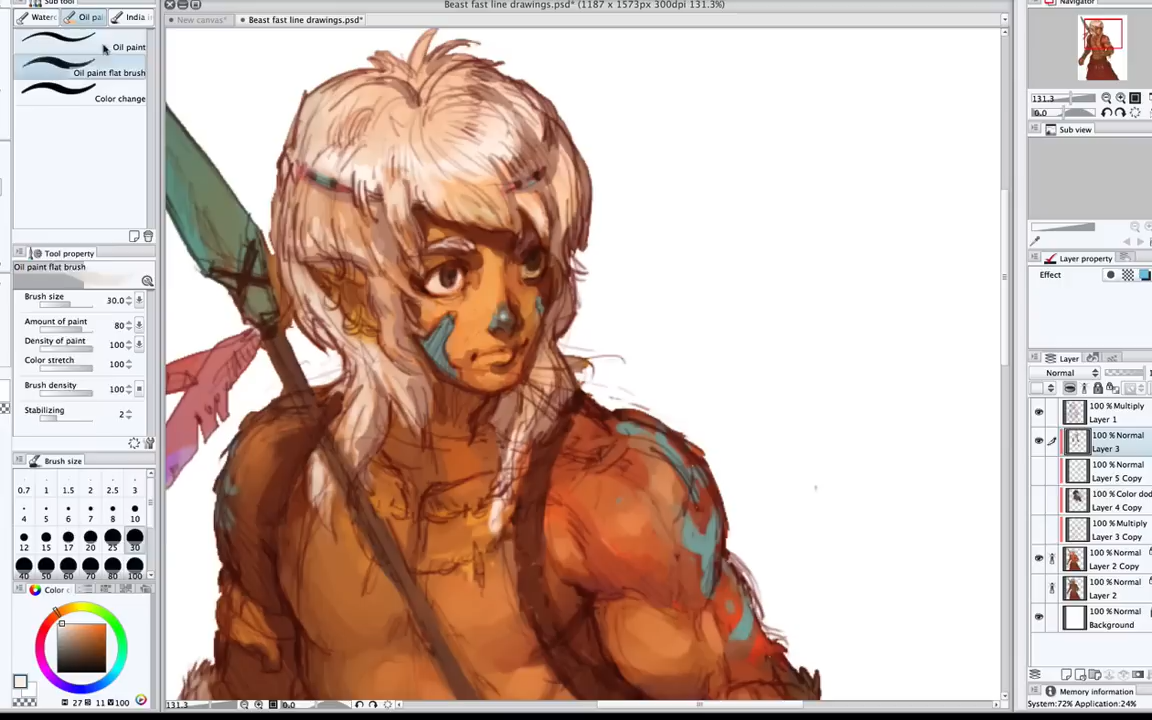 Sub tool
Beast fast line drawings.psd* (1187 x 1573px 300dpi 131.3%)
Navigator
Waterc
Oil pai
India i
New canvas*
Beast fast line drawings.psd*
Oil paint
Oil paint flat brush
Color change
131.3
0.0
Sub view
Tool property
Oil paint flat brush
Brush size 30.0
Amount of paint 80
Density of paint 100
Color stretch 100
Brush density 100
Stabilizing 2
Layer property
Effect
Layer
Normal
Brush size
0.7 1 1.5 2 2.5 3
4 5 6 7 8 10
12 15 17 20 25 30
40 50 60 70 80 100
100 % Multiply
Layer 1
100 % Normal
Layer 3
100 % Normal
Layer 5 Copy
100 % Color dod
Layer 4 Copy
100 % Multiply
Layer 3 Copy
100 % Normal
Layer 2 Copy
100 % Normal
Layer 2
100 % Normal
Background
Color c
H 27 S 11 V 100
131.3
0.0
Memory information
System:72% Application:24%